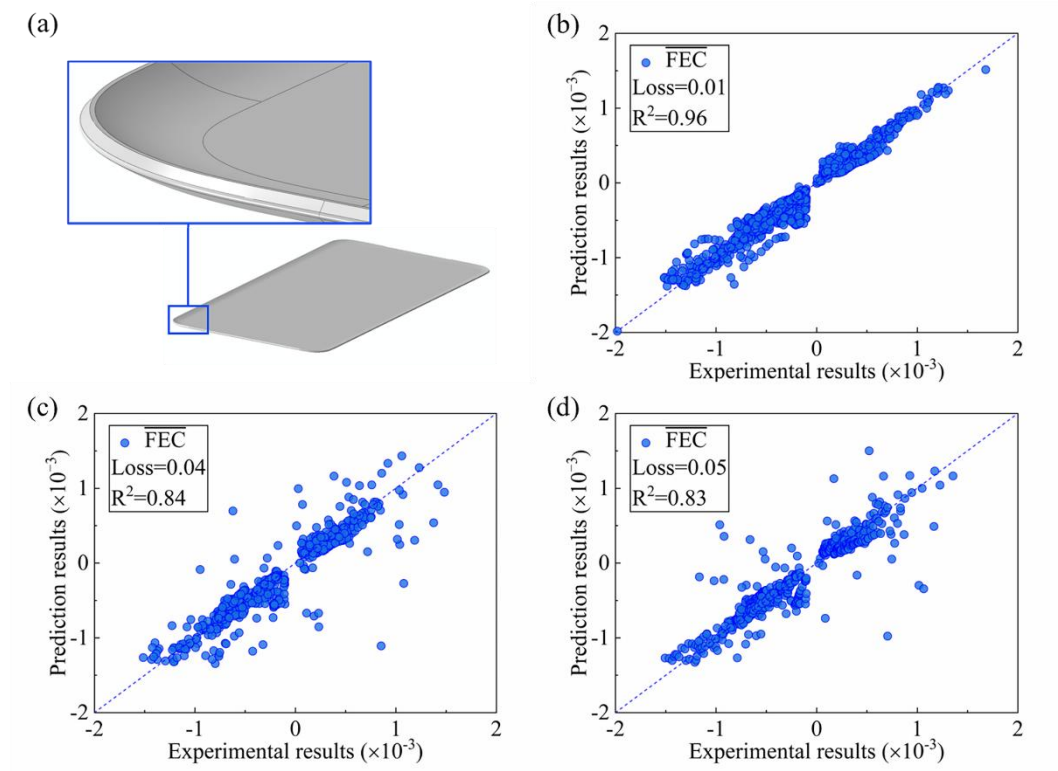 (a)
(b)
FEC
Loss=0.01
R²=0.96
2
1
0
-1
-2
Prediction results (×10⁻³)
-2 -1 0 1 2
Experimental results (×10⁻³)
(c)
FEC
Loss=0.04
R²=0.84
2
1
0
-1
-2
Prediction results (×10⁻³)
-2 -1 0 1 2
Experimental results (×10⁻³)
(d)
FEC
Loss=0.05
R²=0.83
2
1
0
-1
-2
Prediction results (×10⁻³)
-2 -1 0 1 2
Experimental results (×10⁻³)